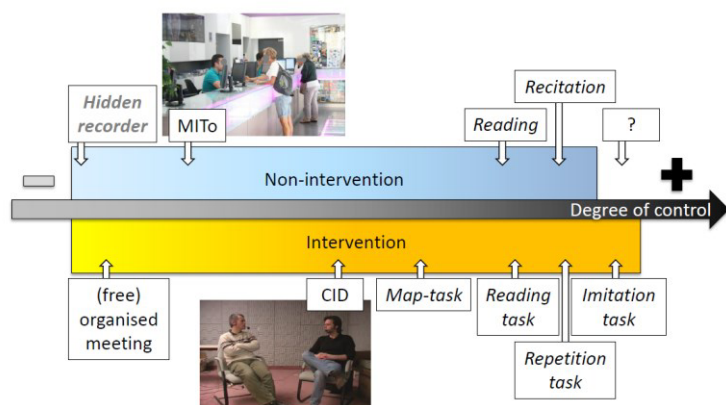 Recitation
Hidden
recorder
MITo
Reading
?
Non-intervention
Degree of control
Intervention
(free)
organised
meeting
CID
Map-task
Reading
task
Imitation
task
Repetition
task